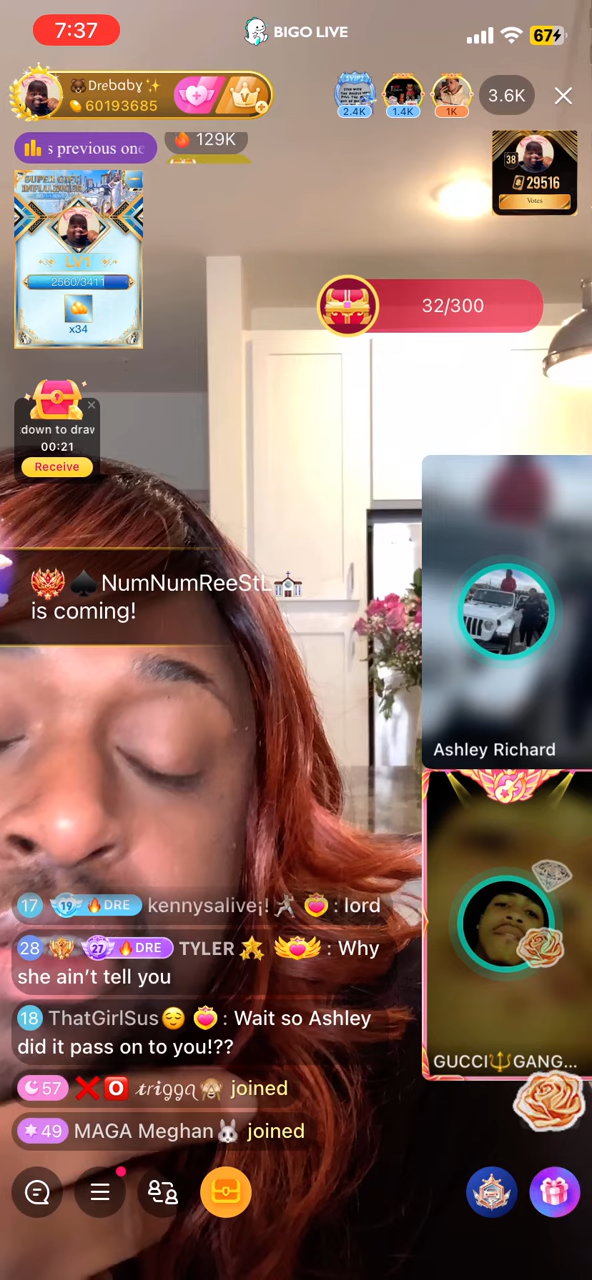 7:37
BIGO LIVE
67
Drebaby
60193685
2.4K
1.4K
1K
3.6K
s previous one
129K
38
29516
Votes
LV1
2560/3411
x34
32/300
down to draw
00:21
Receive
NumNumReeStL
is coming!
Ashley Richard
17 19 DRE kennysalive¡! : lord
28 27 DRE TYLER : Why
she ain't tell you
18 ThatGirlSus : Wait so Ashley
did it pass on to you!??
GUCCI GANG...
57 𝓽𝓻𝓲𝓰𝓰𝓪 joined
49 MAGA Meghan joined